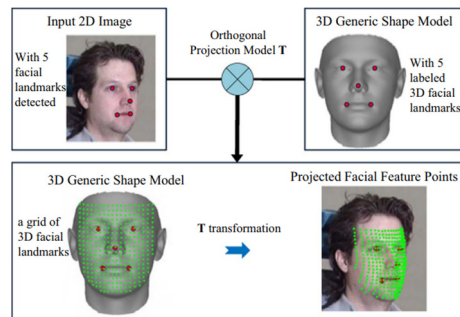 Input 2D Image
With 5
facial
landmarks
detected
Orthogonal
Projection Model T
3D Generic Shape Model
With 5
labeled
3D facial
landmarks
3D Generic Shape Model
a grid of
3D facial
landmarks
T transformation
Projected Facial Feature Points